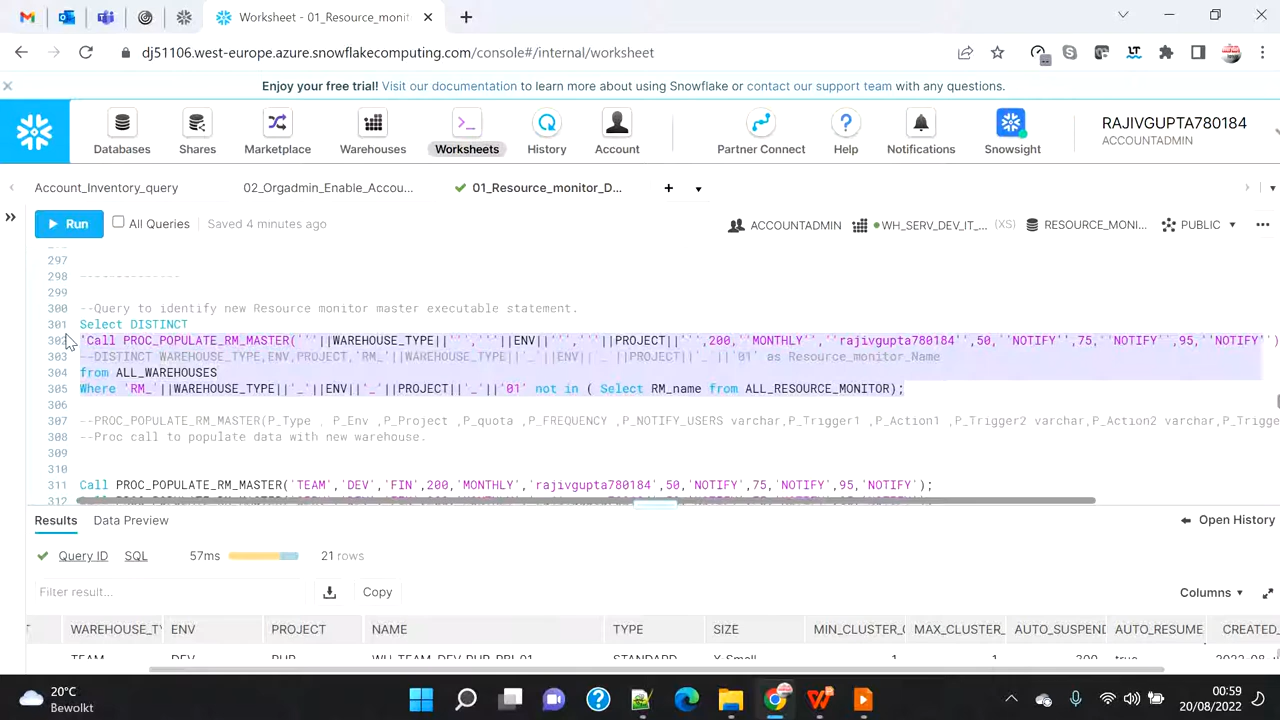 Worksheet - 01_Resource_monit
dj51106.west-europe.azure.snowflakecomputing.com/console#/internal/worksheet
Enjoy your free trial! Visit our documentation to learn more about using Snowflake or contact our support team with any questions.
Databases Shares Marketplace Warehouses Worksheets History Account Partner Connect Help Notifications Snowsight
RAJIVGUPTA780184
ACCOUNTADMIN
Account_Inventory_query 02_Orgadmin_Enable_Accou... 01_Resource_monitor_D...
Run All Queries Saved 4 minutes ago ACCOUNTADMIN WH_SERV_DEV_IT_... (XS) RESOURCE_MONI... PUBLIC
297
298 --------------
299
300 --Query to identify new Resource monitor master executable statement.
301 Select DISTINCT
302 'Call PROC_POPULATE_RM_MASTER('''||WAREHOUSE_TYPE||''','''||ENV||''','''||PROJECT||''',200,''MONTHLY'',''rajivgupta780184'',50,''NOTIFY'',75,''NOTIFY'',95,''NOTIFY'')
303 --DISTINCT WAREHOUSE_TYPE,ENV,PROJECT,'RM_'||WAREHOUSE_TYPE||'_'||ENV||'_'||PROJECT||'_'||'01' as Resource_monitor_Name
304 from ALL_WAREHOUSES
305 Where 'RM_'||WAREHOUSE_TYPE||'_'||ENV||'_'||PROJECT||'_'||'01' not in ( Select RM_name from ALL_RESOURCE_MONITOR);
306
307 --PROC_POPULATE_RM_MASTER(P_Type , P_Env ,P_Project ,P_quota ,P_FREQUENCY ,P_NOTIFY_USERS varchar,P_Trigger1 ,P_Action1 ,P_Trigger2 varchar,P_Action2 varchar,P_Trigge
308 --Proc call to populate data with new warehouse.
309
310
311 Call PROC_POPULATE_RM_MASTER('TEAM','DEV','FIN',200,'MONTHLY','rajivgupta780184',50,'NOTIFY',75,'NOTIFY',95,'NOTIFY');
312
Results Data Preview Open History
Query ID SQL 57ms 21 rows
Filter result... Copy Columns
WAREHOUSE_TY ENV PROJECT NAME TYPE SIZE MIN_CLUSTER_C MAX_CLUSTER_ AUTO_SUSPEND AUTO_RESUME CREATED_
20°C
Bewolkt
00:59
20/08/2022